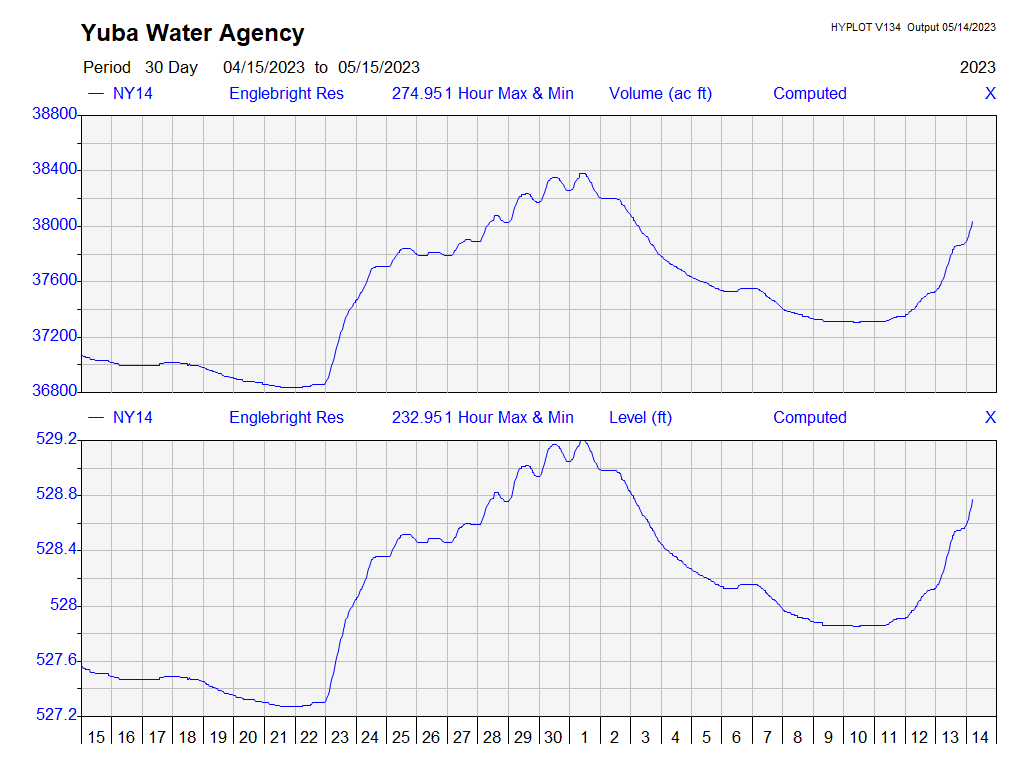 Yuba Water Agency
HYPLOT V134 Output 05/14/2023
Period 30 Day 04/15/2023 to 05/15/2023 2023
NY14 Englebright Res 274.951 Hour Max & Min Volume (ac ft) Computed X
38800
38400
38000
37600
37200
36800
NY14 Englebright Res 232.951 Hour Max & Min Level (ft) Computed X
529.2
528.8
528.4
528
527.6
527.2
15 16 17 18 19 20 21 22 23 24 25 26 27 28 29 30 1 2 3 4 5 6 7 8 9 10 11 12 13 14